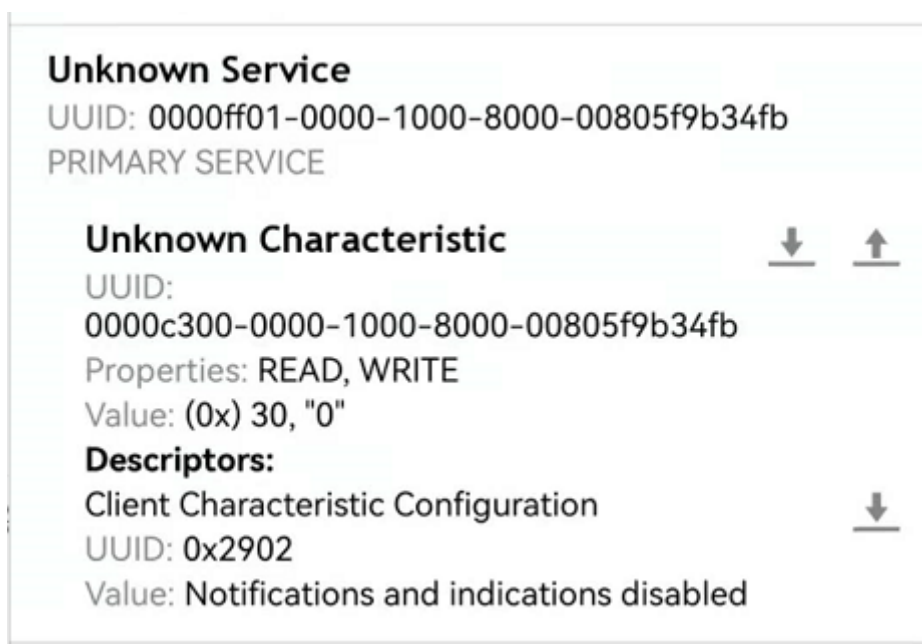 Unknown Service
UUID: 0000ff01-0000-1000-8000-00805f9b34fb
PRIMARY SERVICE
Unknown Characteristic
UUID:
0000c300-0000-1000-8000-00805f9b34fb
Properties: READ, WRITE
Value: (0x) 30, "0"
Descriptors:
Client Characteristic Configuration
UUID: 0x2902
Value: Notifications and indications disabled